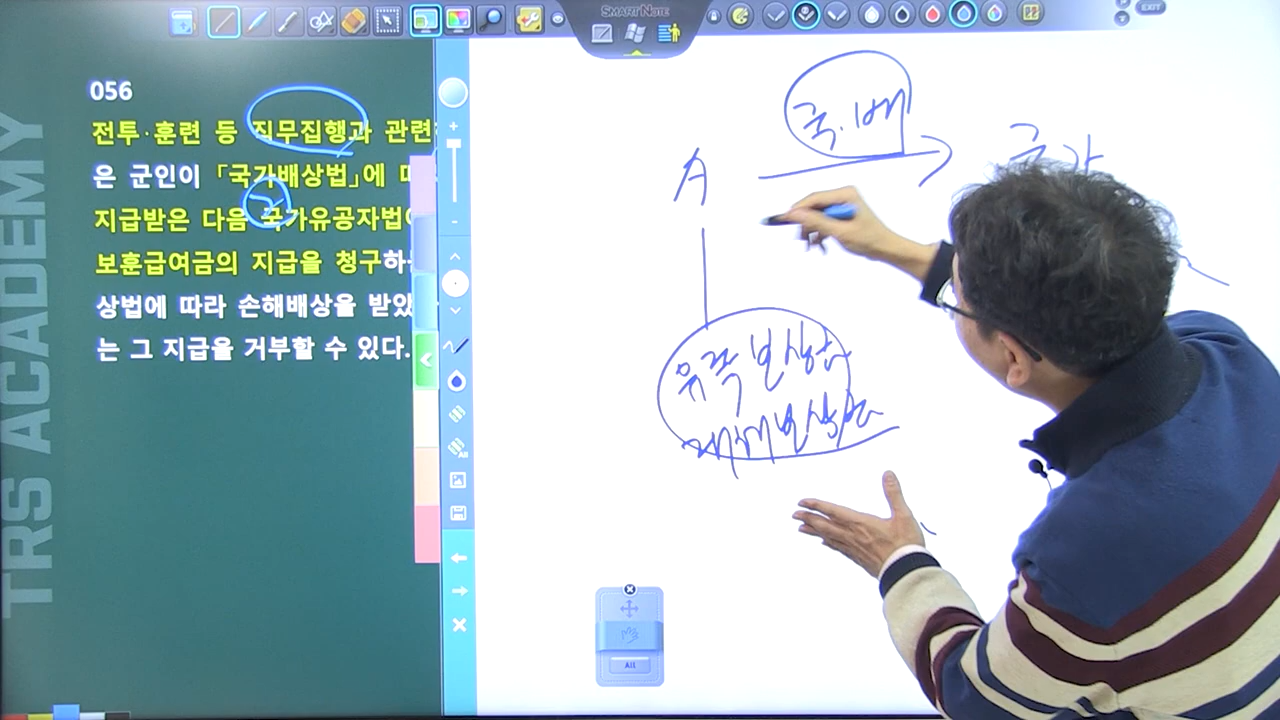 SMARTNOTE
EXIT
056
전투·훈련 등 직무집행과 관련
은 군인이 「국가배상법」에
지급받은 다음 국가유공자법
보훈급여금의 지급을 청구하
상법에 따라 손해배상을 받았
는 그 지급을 거부할 수 있다.
TRS ACADEMY
국.배
A
국가
유족보상금
재해보상금
All
ALL